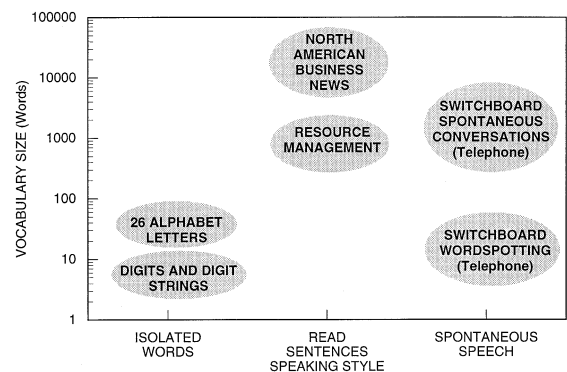 VOCABULARY SIZE (Words)
100000
10000
1000
100
10
1
NORTH
AMERICAN
BUSINESS
NEWS
RESOURCE
MANAGEMENT
SWITCHBOARD
SPONTANEOUS
CONVERSATIONS
(Telephone)
26 ALPHABET
LETTERS
DIGITS AND DIGIT
STRINGS
SWITCHBOARD
WORDSPOTTING
(Telephone)
ISOLATED
WORDS
READ
SENTENCES
SPEAKING STYLE
SPONTANEOUS
SPEECH